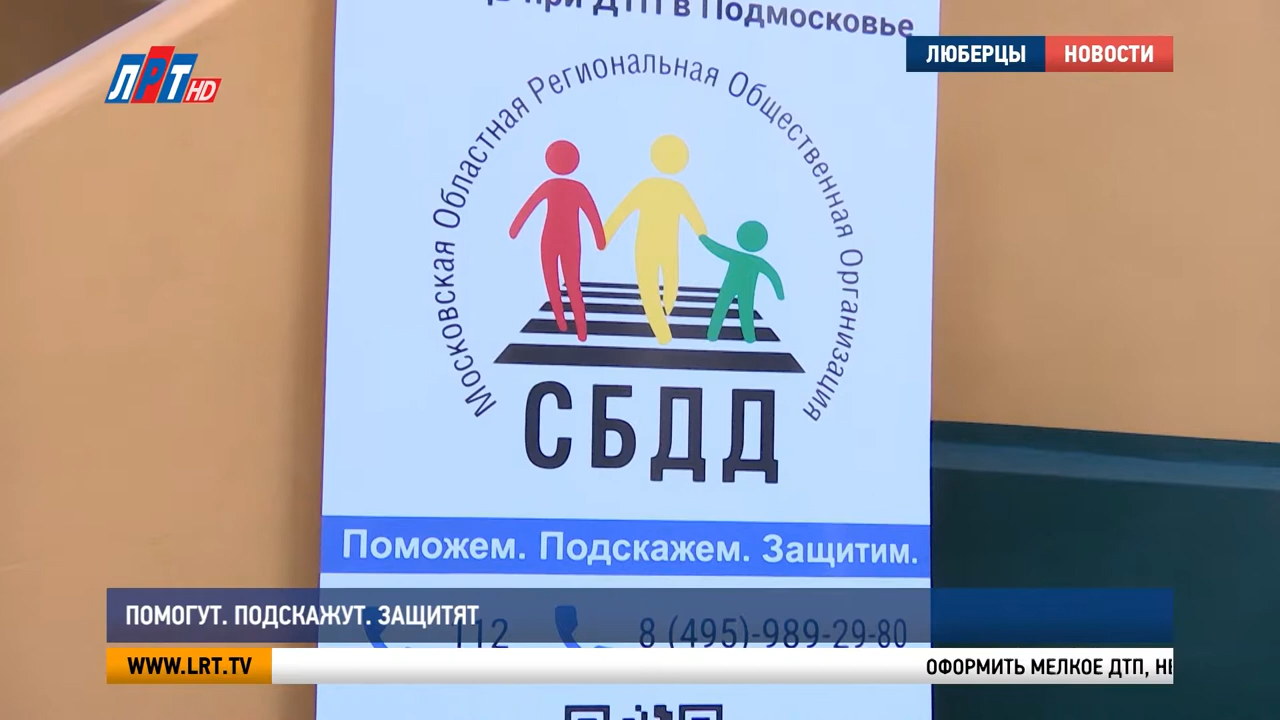 при ДТП в Подмосковье
ЛРТ HD
ЛЮБЕРЦЫ НОВОСТИ
Московская Областная Региональная Общественная Организация
СБДД
Поможем. Подскажем. Защитим.
ПОМОГУТ. ПОДСКАЖУТ. ЗАЩИТЯТ
112 8 (495)-989-29-80
WWW.LRT.TV
ОФОРМИТЬ МЕЛКОЕ ДТП,